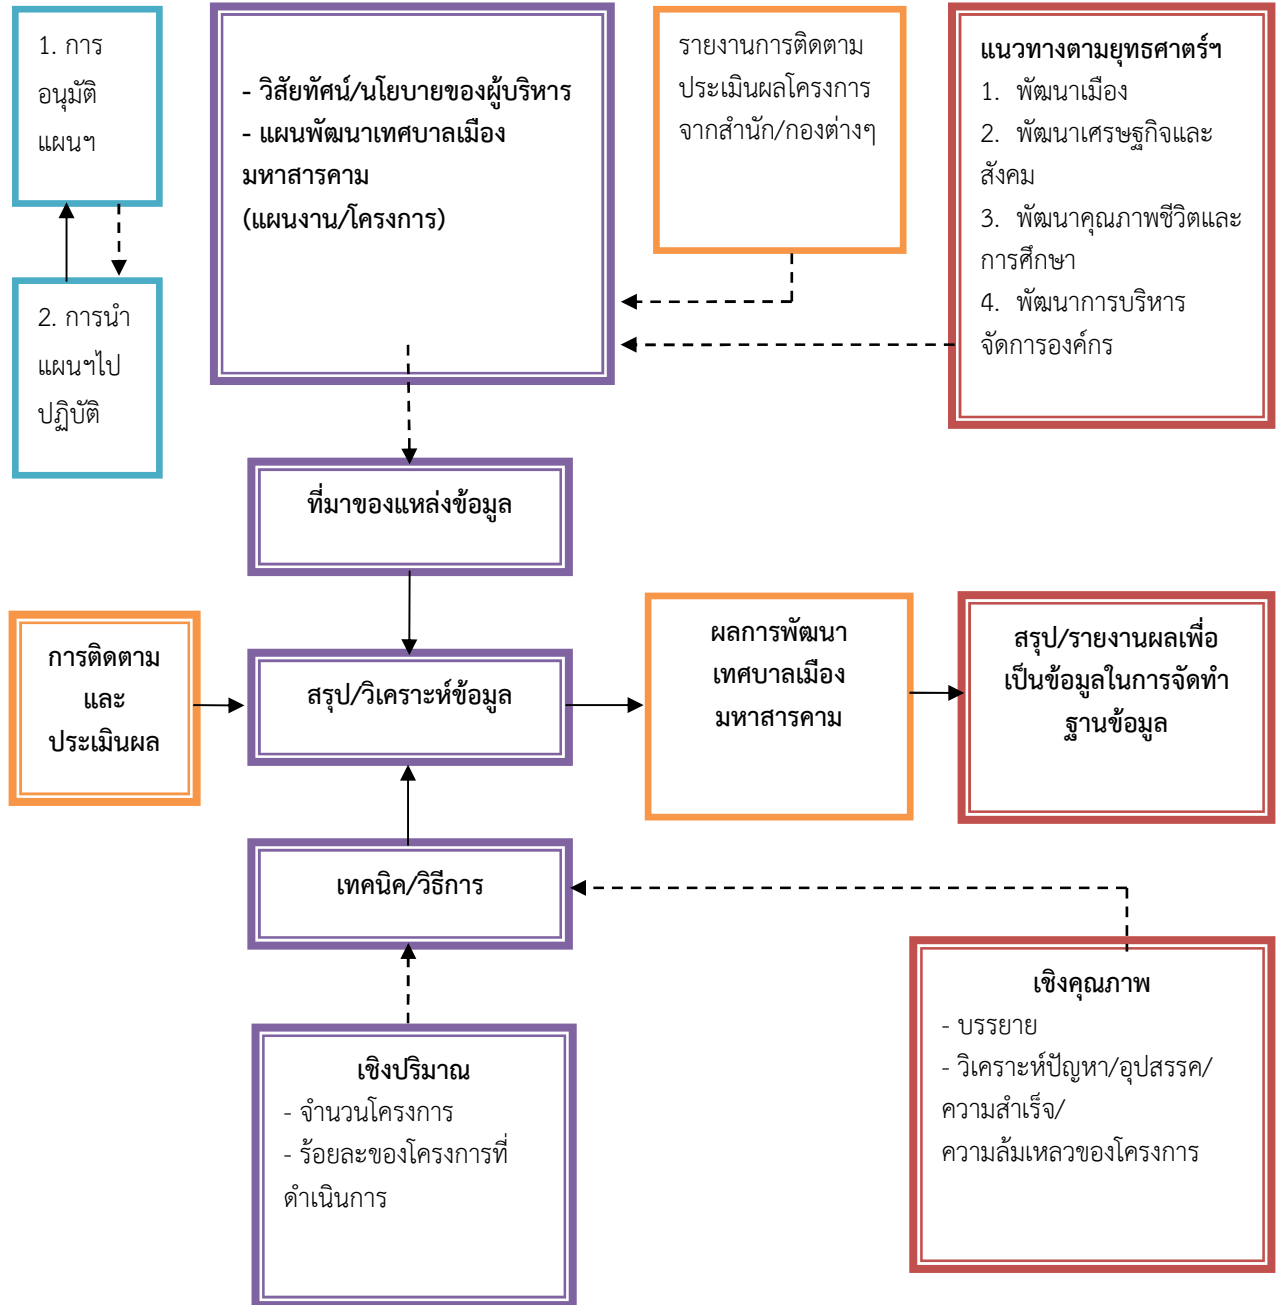 1. การ
อนุมัติ
แผนฯ
2. การนำ
แผนฯไป
ปฏิบัติ
- วิสัยทัศน์/นโยบายของผู้บริหาร
- แผนพัฒนาเทศบาลเมือง
มหาสารคาม
(แผนงาน/โครงการ)
รายงานการติดตาม
ประเมินผลโครงการ
จากสำนัก/กองต่างๆ
แนวทางตามยุทธศาตร์ฯ
1. พัฒนาเมือง
2. พัฒนาเศรษฐกิจและ
สังคม
3. พัฒนาคุณภาพชีวิตและ
การศึกษา
4. พัฒนาการบริหาร
จัดการองค์กร
ที่มาของแหล่งข้อมูล
การติดตาม
และ
ประเมินผล
สรุป/วิเคราะห์ข้อมูล
ผลการพัฒนา
เทศบาลเมือง
มหาสารคาม
สรุป/รายงานผลเพื่อ
เป็นข้อมูลในการจัดทำ
ฐานข้อมูล
เทคนิค/วิธีการ
เชิงปริมาณ
- จำนวนโครงการ
- ร้อยละของโครงการที่
ดำเนินการ
เชิงคุณภาพ
- บรรยาย
- วิเคราะห์ปัญหา/อุปสรรค/
ความสำเร็จ/
ความล้มเหลวของโครงการ